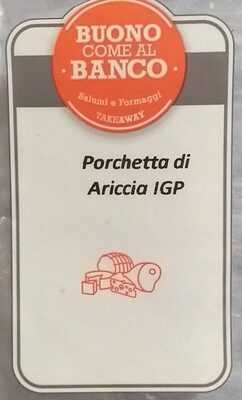 BUONO
COME AL
BANCO
Salumi e Formaggi
TAKEAWAY
Porchetta di
Ariccia IGP